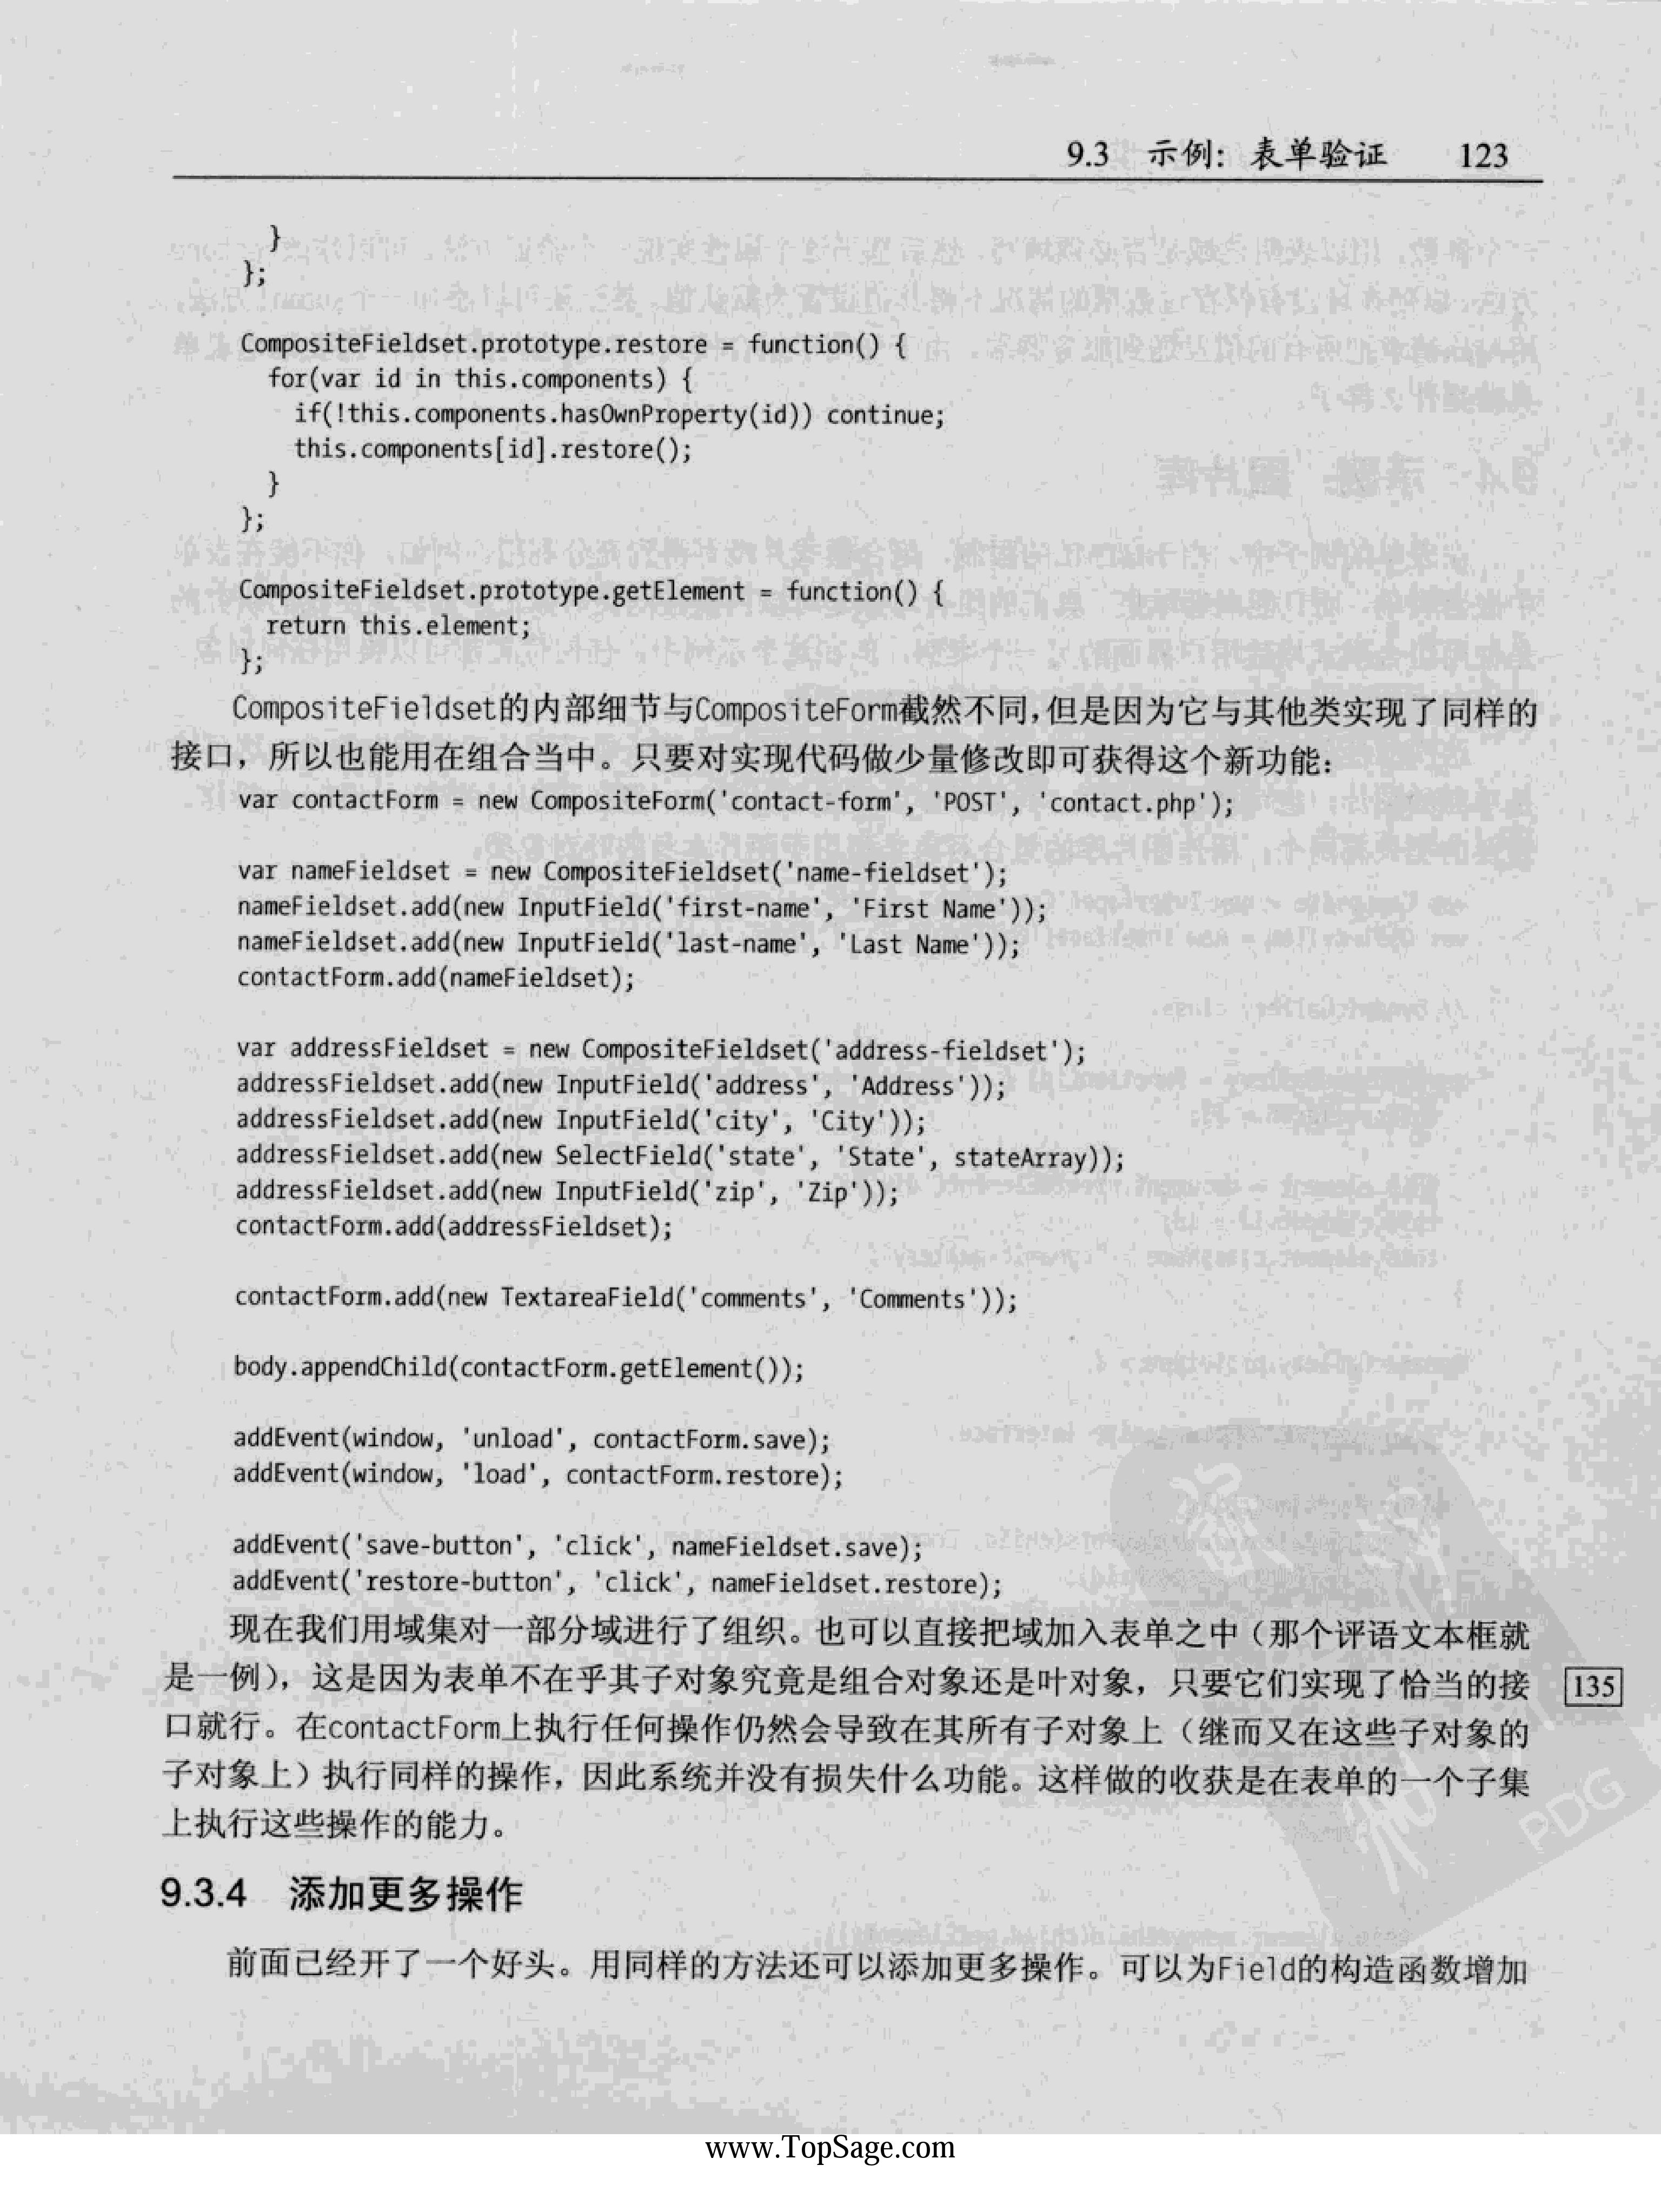 9.3 示例：表单验证 123
}
};
CompositeFieldset.prototype.restore = function() {
for(var id in this.components) {
if(!this.components.hasOwnProperty(id)) continue;
this.components[id].restore();
}
};
CompositeFieldset.prototype.getElement = function() {
return this.element;
};
CompositeFieldset的内部细节与CompositeForm截然不同，但是因为它与其他类实现了同样的
接口，所以也能用在组合当中。只要对实现代码做少量修改即可获得这个新功能：
var contactForm = new CompositeForm('contact-form', 'POST', 'contact.php');
var nameFieldset = new CompositeFieldset('name-fieldset');
nameFieldset.add(new InputField('first-name', 'First Name'));
nameFieldset.add(new InputField('last-name', 'Last Name'));
contactForm.add(nameFieldset);
var addressFieldset = new CompositeFieldset('address-fieldset');
addressFieldset.add(new InputField('address', 'Address'));
addressFieldset.add(new InputField('city', 'City'));
addressFieldset.add(new SelectField('state', 'State', stateArray));
addressFieldset.add(new InputField('zip', 'Zip'));
contactForm.add(addressFieldset);
contactForm.add(new TextareaField('comments', 'Comments'));
body.appendChild(contactForm.getElement());
addEvent(window, 'unload', contactForm.save);
addEvent(window, 'load', contactForm.restore);
addEvent('save-button', 'click', nameFieldset.save);
addEvent('restore-button', 'click', nameFieldset.restore);
现在我们用域集对一部分域进行了组织。也可以直接把域加入表单之中（那个评语文本框就
是一例），这是因为表单不在乎其子对象究竟是组合对象还是叶对象，只要它们实现了恰当的接
135
口就行。在contactForm上执行任何操作仍然会导致在其所有子对象上（继而又在这些子对象的
子对象上）执行同样的操作，因此系统并没有损失什么功能。这样做的收获是在表单的一个子集
上执行这些操作的能力。
PDG
9.3.4 添加更多操作
前面已经开了一个好头。用同样的方法还可以添加更多操作。可以为Field的构造函数增加
www.TopSage.com